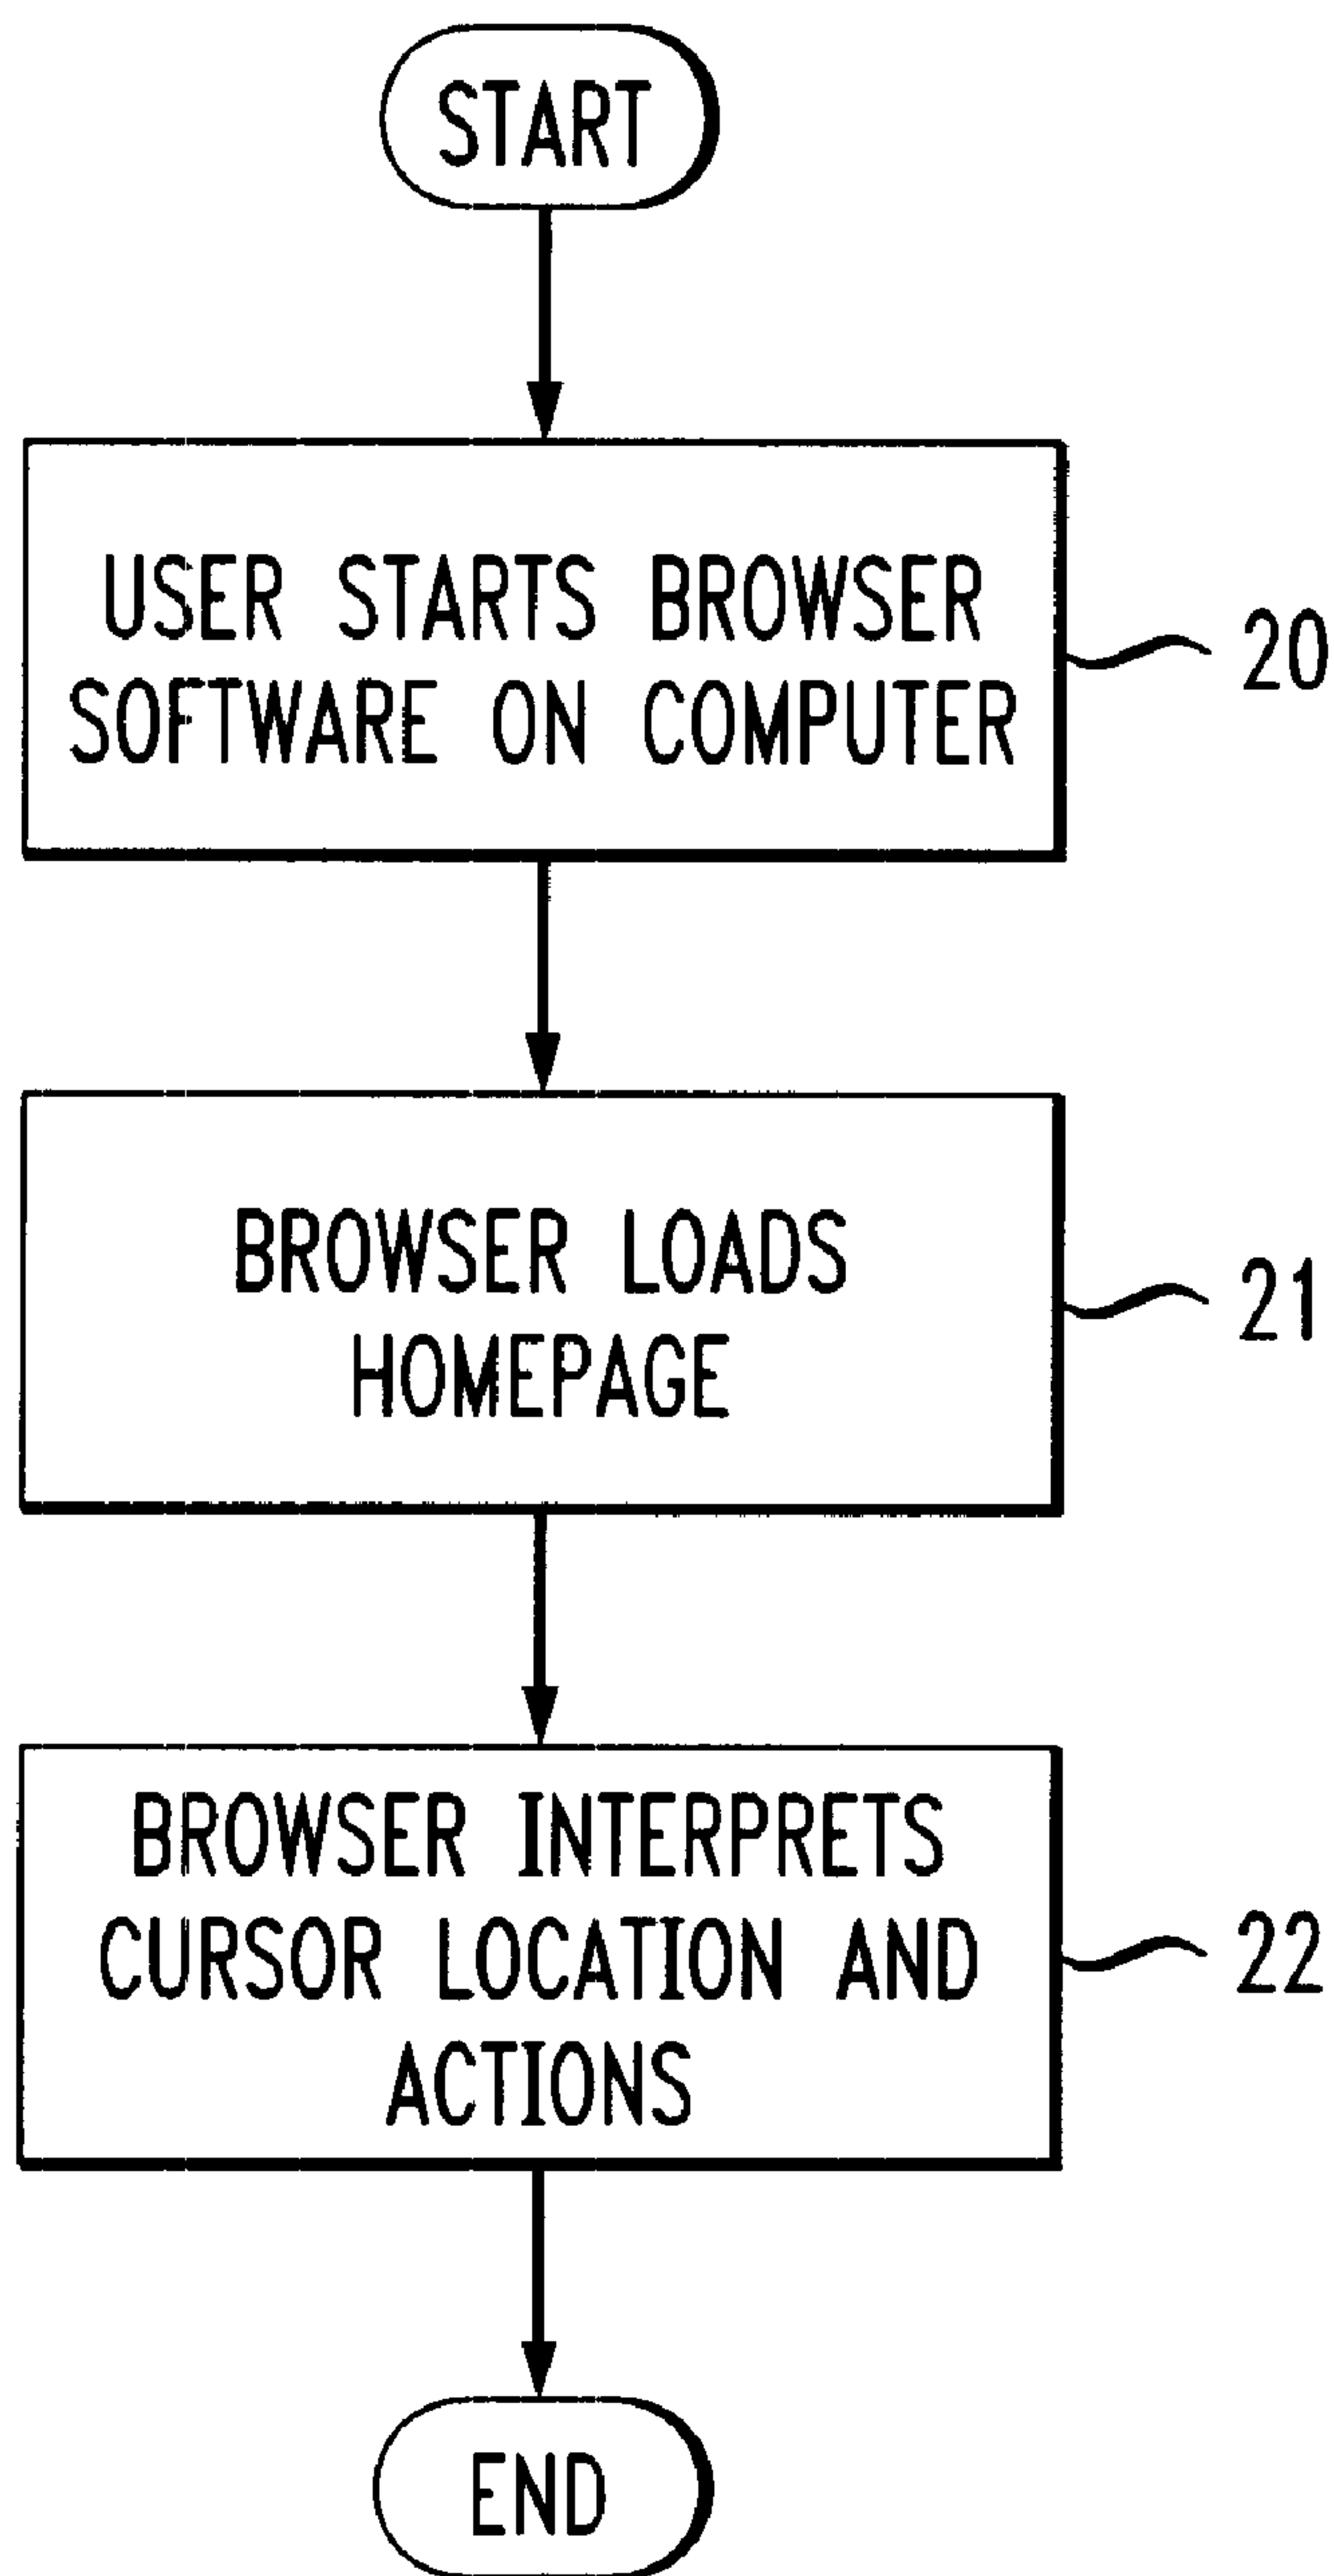 START
USER STARTS BROWSER
SOFTWARE ON COMPUTER
20
BROWSER LOADS
HOMEPAGE
21
BROWSER INTERPRETS
CURSOR LOCATION AND
ACTIONS
22
END